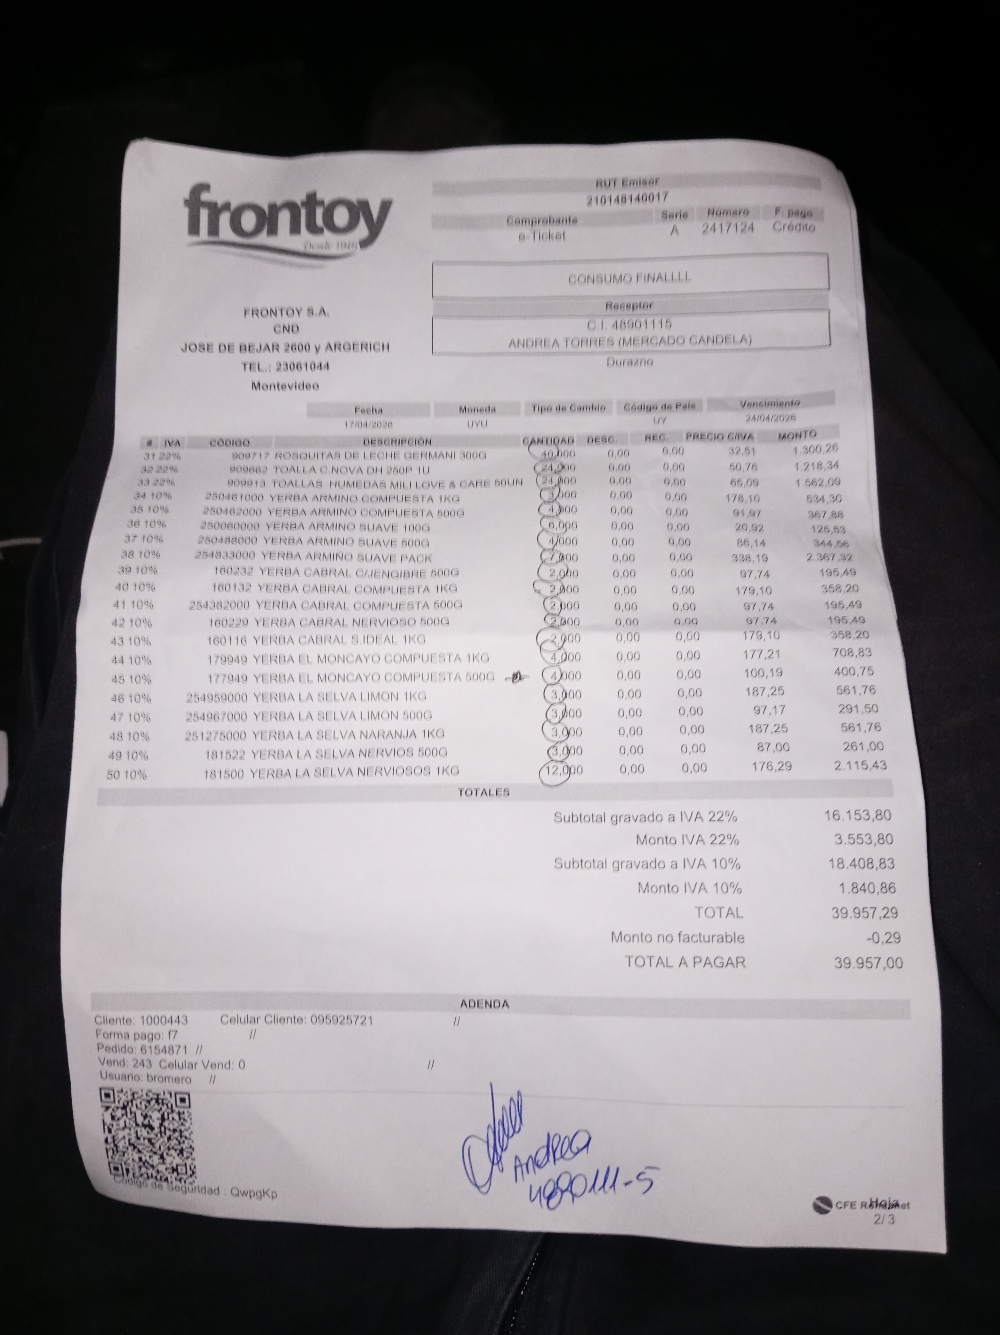 frontoy
Desde 1919
RUT Emisor
210148140017
Comprobante Serie Número F. pago
e-Ticket A 2417124 Crédito
CONSUMO FINALLLL
Receptor
C.I. 48901115
ANDREA TORRES (MERCADO CANDELA)
Durazno
FRONTOY S.A.
CND
JOSE DE BEJAR 2600 y ARGERICH
TEL.: 23061044
Montevideo
Fecha Moneda Tipo de Cambio Código de País Vencimiento
17/04/2026 UYU UY 24/04/2026
# IVA CÓDIGO DESCRIPCIÓN CANTIDAD DESC. REC. PRECIO C/IVA MONTO
31 22% 909717 ROSQUITAS DE LECHE GERMANI 300G 40,000 0,00 0,00 32,51 1.300,26
32 22% 909662 TOALLA C.NOVA DH 250P 1U 24,000 0,00 0,00 50,76 1.218,34
33 22% 909913 TOALLAS HUMEDAS MILI LOVE & CARE 50UN 24,000 0,00 0,00 65,09 1.562,09
34 10% 250461000 YERBA ARMINO COMPUESTA 1KG 3,000 0,00 0,00 178,10 534,30
35 10% 250462000 YERBA ARMINO COMPUESTA 500G 4,000 0,00 0,00 91,97 367,88
36 10% 250060000 YERBA ARMINO SUAVE 100G 6,000 0,00 0,00 20,92 125,53
37 10% 250488000 YERBA ARMINO SUAVE 500G 4,000 0,00 0,00 86,14 344,56
38 10% 254833000 YERBA ARMINO SUAVE PACK 7,000 0,00 0,00 338,19 2.367,32
39 10% 160232 YERBA CABRAL C/JENGIBRE 500G 2,000 0,00 0,00 97,74 195,49
40 10% 160132 YERBA CABRAL COMPUESTA 1KG 2,000 0,00 0,00 179,10 358,20
41 10% 254382000 YERBA CABRAL COMPUESTA 500G 2,000 0,00 0,00 97,74 195,49
42 10% 160229 YERBA CABRAL NERVIOSO 500G 2,000 0,00 0,00 97,74 195,49
43 10% 160116 YERBA CABRAL S.IDEAL 1KG 2,000 0,00 0,00 179,10 358,20
44 10% 179949 YERBA EL MONCAYO COMPUESTA 1KG 4,000 0,00 0,00 177,21 708,83
45 10% 177949 YERBA EL MONCAYO COMPUESTA 500G 4,000 0,00 0,00 100,19 400,75
46 10% 254959000 YERBA LA SELVA LIMON 1KG 3,000 0,00 0,00 187,25 561,76
47 10% 254967000 YERBA LA SELVA LIMON 500G 3,000 0,00 0,00 97,17 291,50
48 10% 251275000 YERBA LA SELVA NARANJA 1KG 3,000 0,00 0,00 187,25 561,76
49 10% 181522 YERBA LA SELVA NERVIOS 500G 3,000 0,00 0,00 87,00 261,00
50 10% 181500 YERBA LA SELVA NERVIOSOS 1KG 12,000 0,00 0,00 176,29 2.115,43
TOTALES
Subtotal gravado a IVA 22% 16.153,80
Monto IVA 22% 3.553,80
Subtotal gravado a IVA 10% 18.408,83
Monto IVA 10% 1.840,86
TOTAL 39.957,29
Monto no facturable -0,29
TOTAL A PAGAR 39.957,00
ADENDA
Cliente: 1000443 Celular Cliente: 095925721 //
Forma pago: f7 //
Pedido: 6154871 //
Vend: 243 Celular Vend: 0 //
Usuario: bromero //
Código de Seguridad : QwpgKp
Andrea
489011-5
CFE
Hoja
2/3